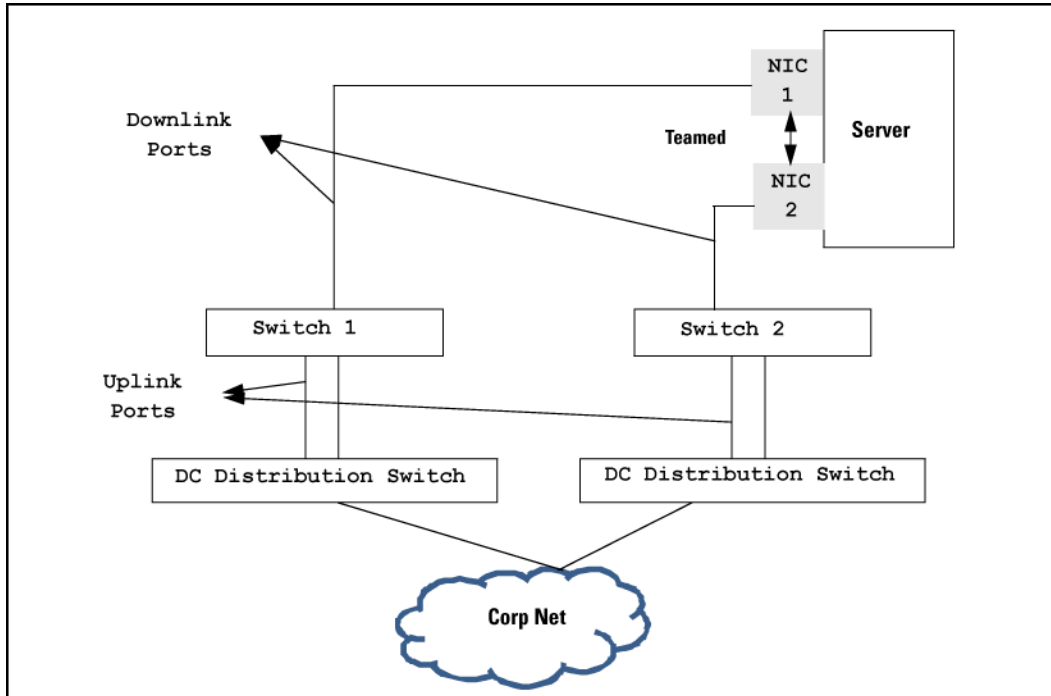 NIC
1
Downlink
Ports
Teamed
Server
NIC
2
Switch 1
Switch 2
Uplink
Ports
DC Distribution Switch
DC Distribution Switch
Corp Net